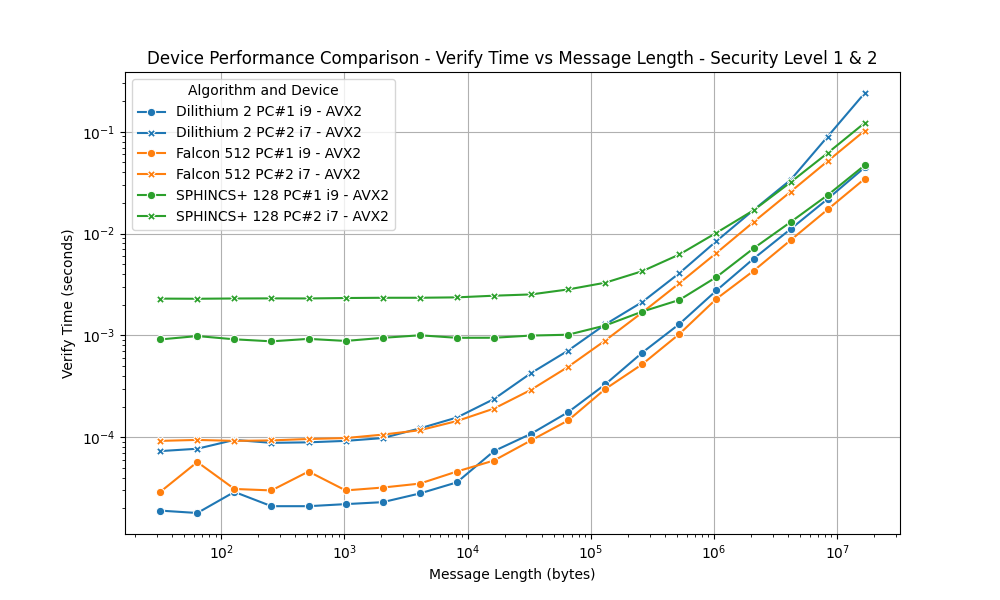 Device Performance Comparison - Verify Time vs Message Length - Security Level 1 & 2
Algorithm and Device
Dilithium 2 PC#1 i9 - AVX2
Dilithium 2 PC#2 i7 - AVX2
Falcon 512 PC#1 i9 - AVX2
Falcon 512 PC#2 i7 - AVX2
SPHINCS+ 128 PC#1 i9 - AVX2
SPHINCS+ 128 PC#2 i7 - AVX2
Verify Time (seconds)
10⁻¹
10⁻²
10⁻³
10⁻⁴
10² 10³ 10⁴ 10⁵ 10⁶ 10⁷
Message Length (bytes)